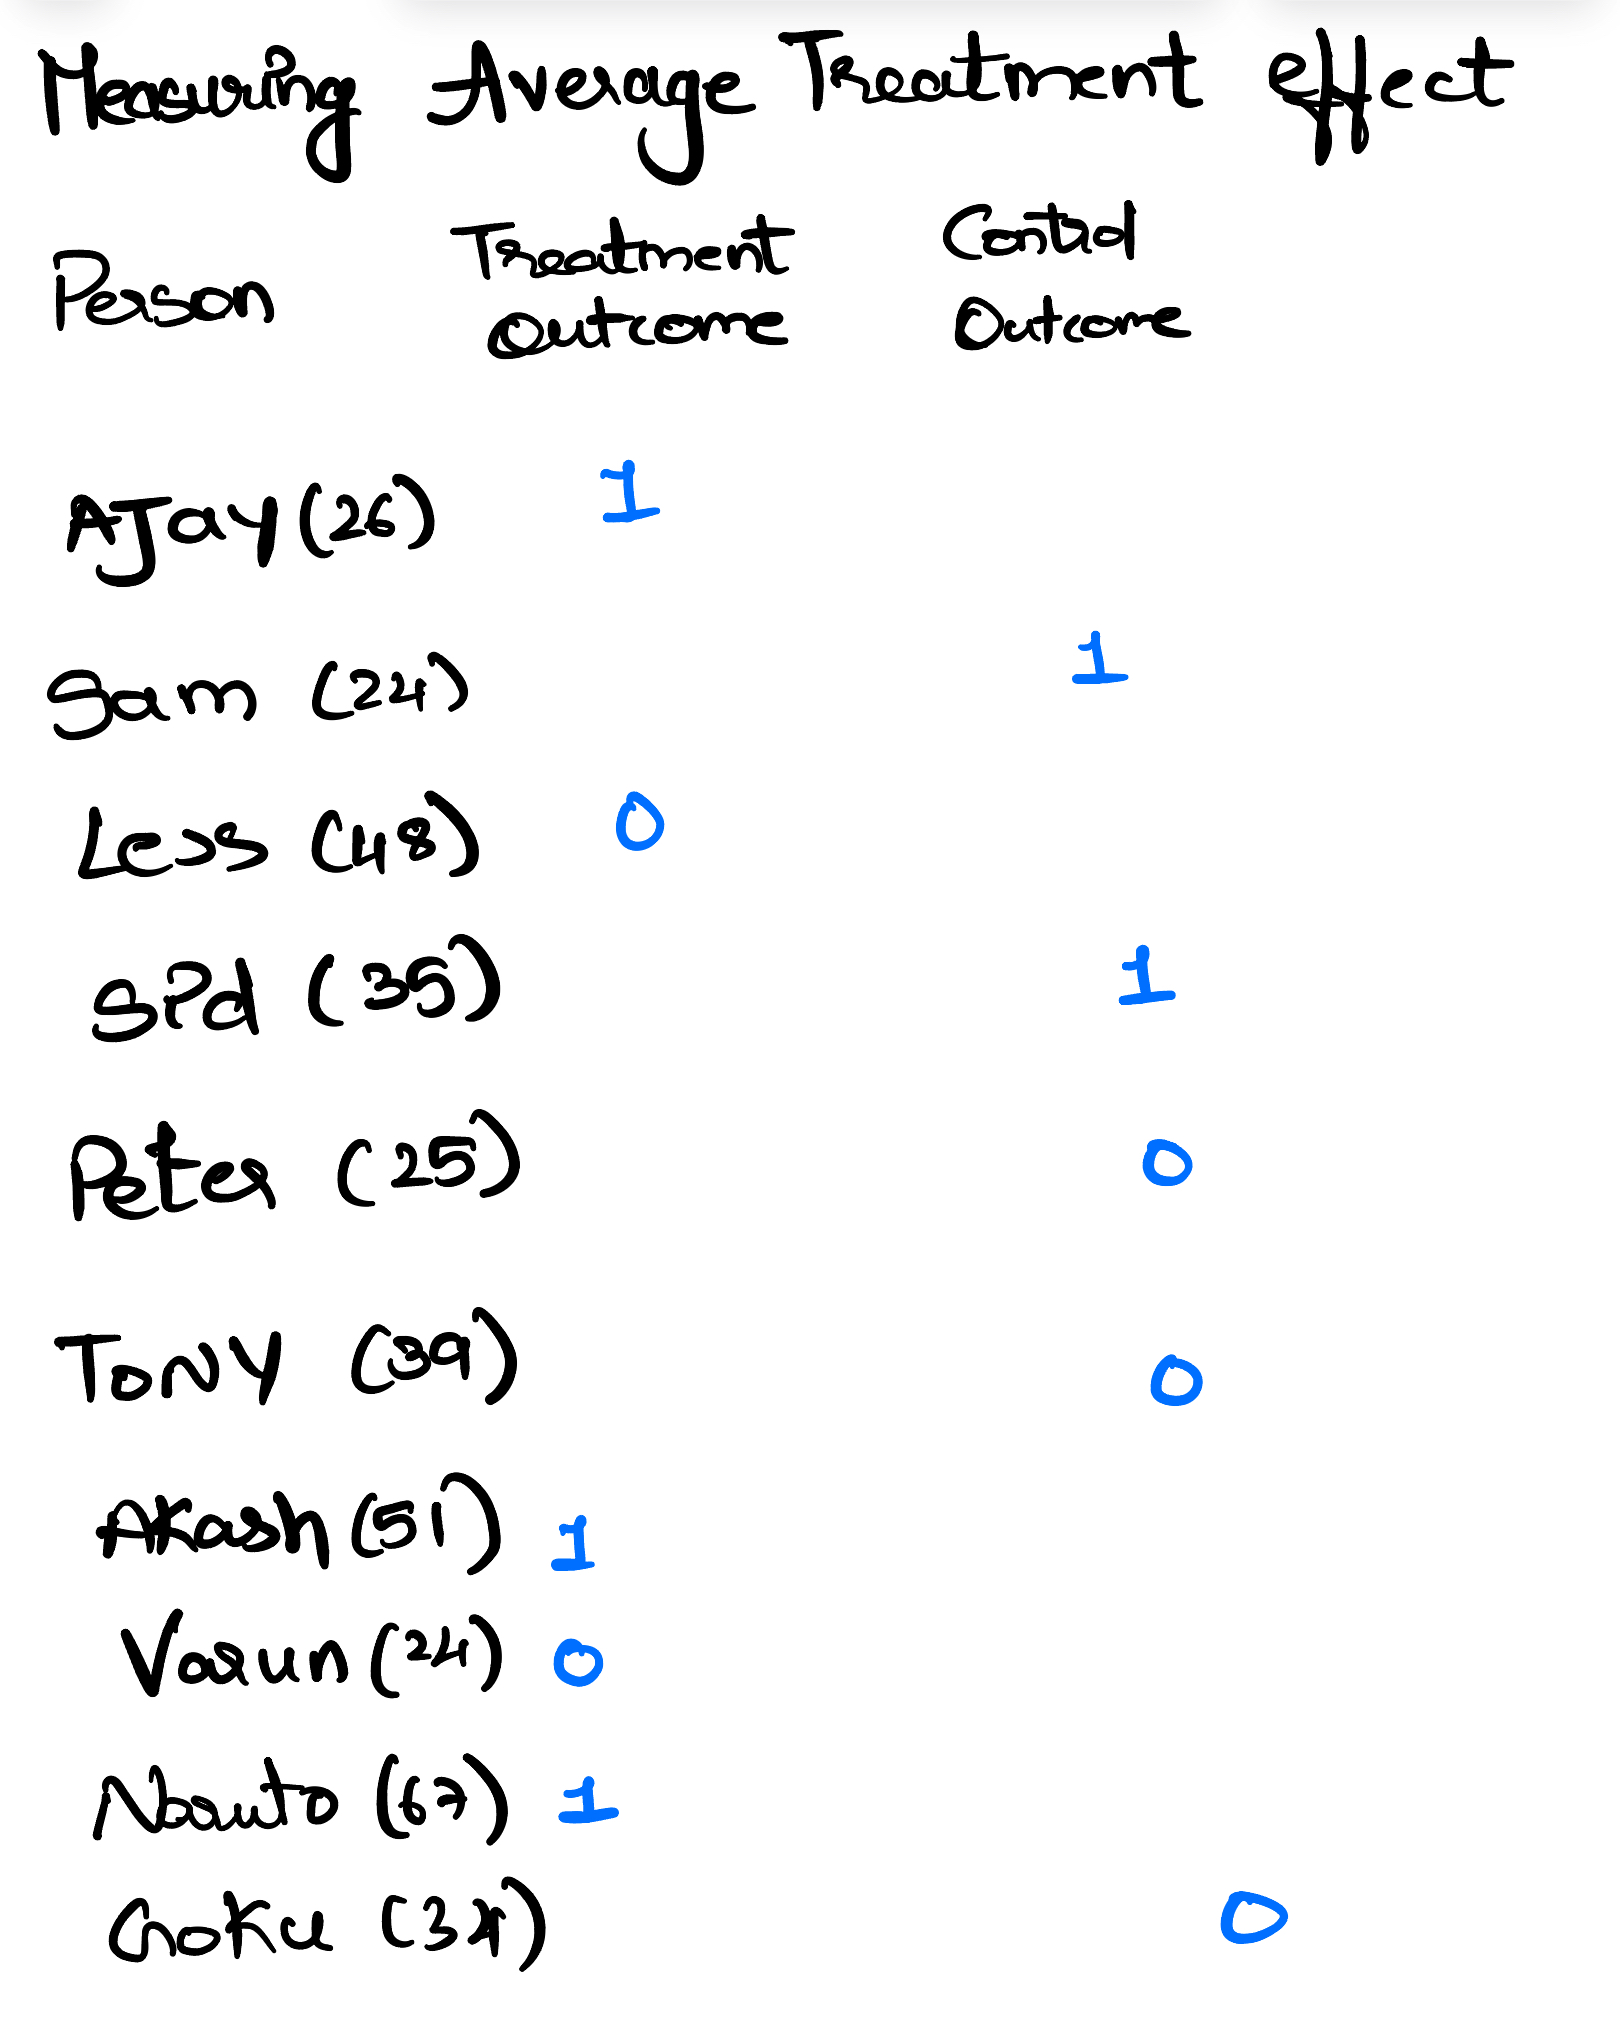 Measuring Average Treatment effect
Person Treatment Outcome Control Outcome
AJay (26) 1
Sam (24) 1
Less (48) 0
Sid (35) 1
Peter (25) 0
TONY (39) 0
Akash (51) 1
Varun (24) 0
Naruto (67) 1
Goku (34) 0